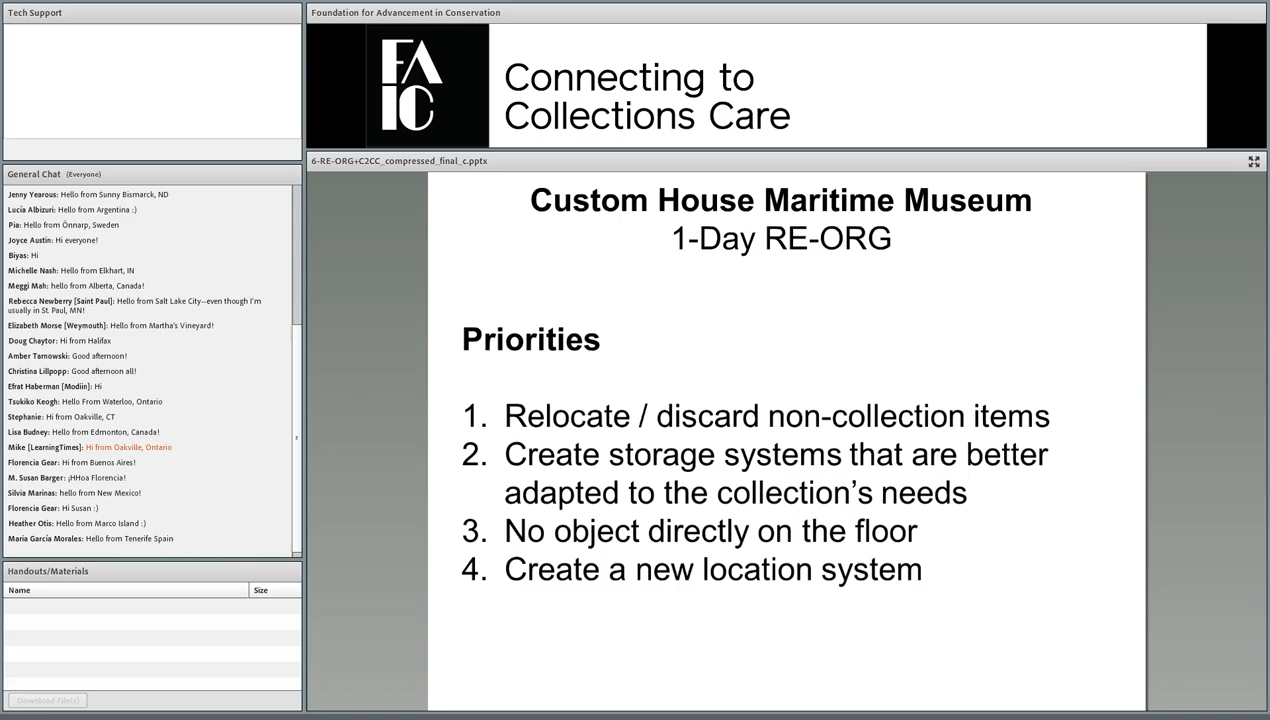 Tech Support
General Chat (Everyone)
Jenny Yearous: Hello from Sunny Bismarck, ND
Lucía Albizuri: Hello from Argentina :)
Pia: Hello from Önnarp, Sweden
Joyce Austin: Hi everyone!
Biyas: Hi
Michelle Nash: Hello from Elkhart, IN
Meggi Mah: hello from Alberta, Canada!
Rebecca Newberry [Saint Paul]: Hello from Salt Lake City--even though I'm
usually in St. Paul, MN!
Elizabeth Morse [Weymouth]: Hello from Martha's Vineyard!
Doug Chaytor: Hi from Halifax
Amber Tarnowski: Good afternoon!
Christina Lillpopp: Good afternoon all!
Efrat Haberman [Modiin]: Hi
Tsukiko Keogh: Hello From Waterloo, Ontario
Stephanie: Hi from Oakville, CT
Lisa Budney: Hello from Edmonton, Canada!
Mike [LearningTimes]: Hi from Oakville, Ontario
Florencia Gear: Hi from Buenos Aires!
M. Susan Barger: ¡HHoa Florencia!
Silvia Marinas: hello from New Mexico!
Florencia Gear: Hi Susan :)
Heather Otis: Hello from Marco Island :)
Maria García Morales: Hello from Tenerife Spain
Handouts/Materials
Name Size
Download File(s)
Foundation for Advancement in Conservation
FAIC
Connecting to
Collections Care
6-RE-ORG+C2CC_compressed_final_c.pptx
Custom House Maritime Museum
1-Day RE-ORG
Priorities
1. Relocate / discard non-collection items
2. Create storage systems that are better
adapted to the collection’s needs
3. No object directly on the floor
4. Create a new location system